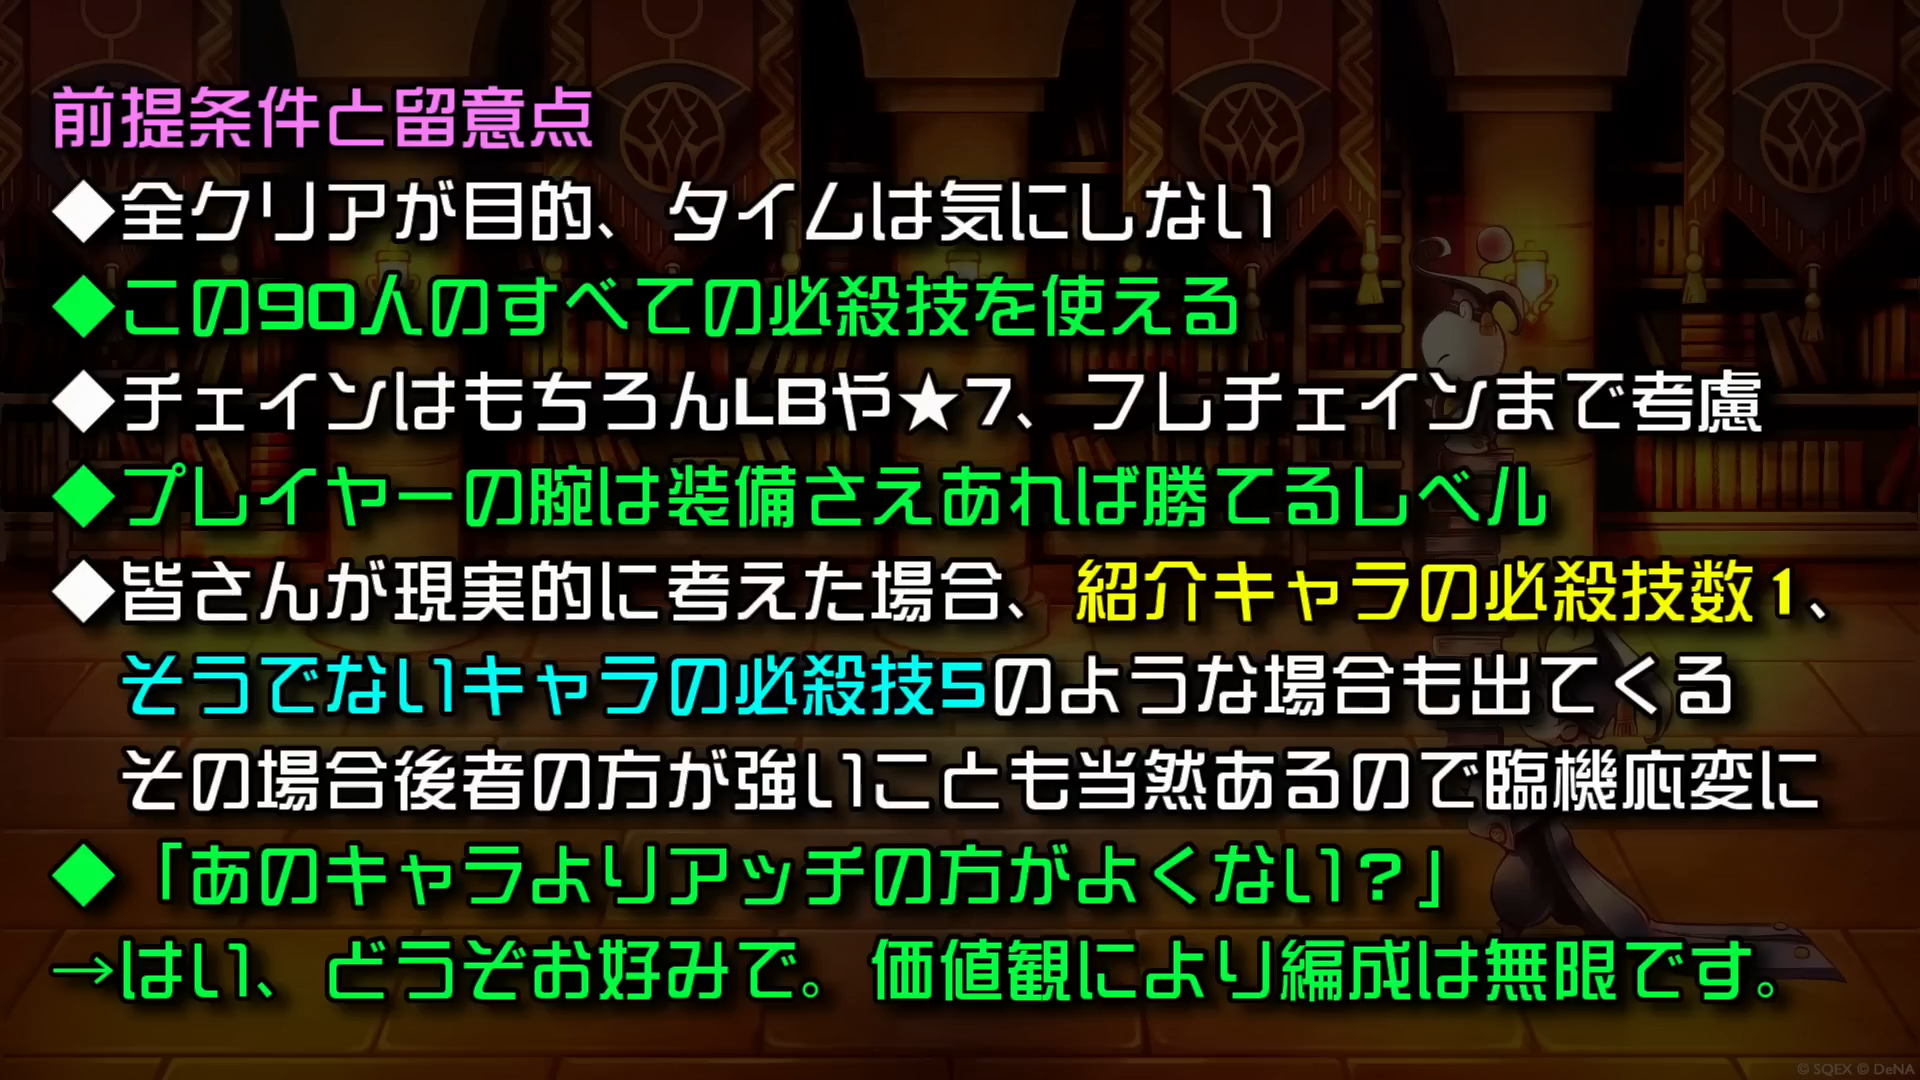 前提条件と留意点
◆全クリアが目的、タイムは気にしない
◆この90人のすべての必殺技を使える
◆チェインはもちろんLBや★7、フレチェインまで考慮
◆プレイヤーの腕は装備さえあれば勝てるレベル
◆皆さんが現実的に考えた場合、紹介キャラの必殺技数1、
そうでないキャラの必殺技5のような場合も出てくる
その場合後者の方が強いことも当然あるので臨機応変に
◆「あのキャラよりアッチの方がよくない?」
→はい、どうぞお好みで。価値観により編成は無限です。
© SQEX © DeNA